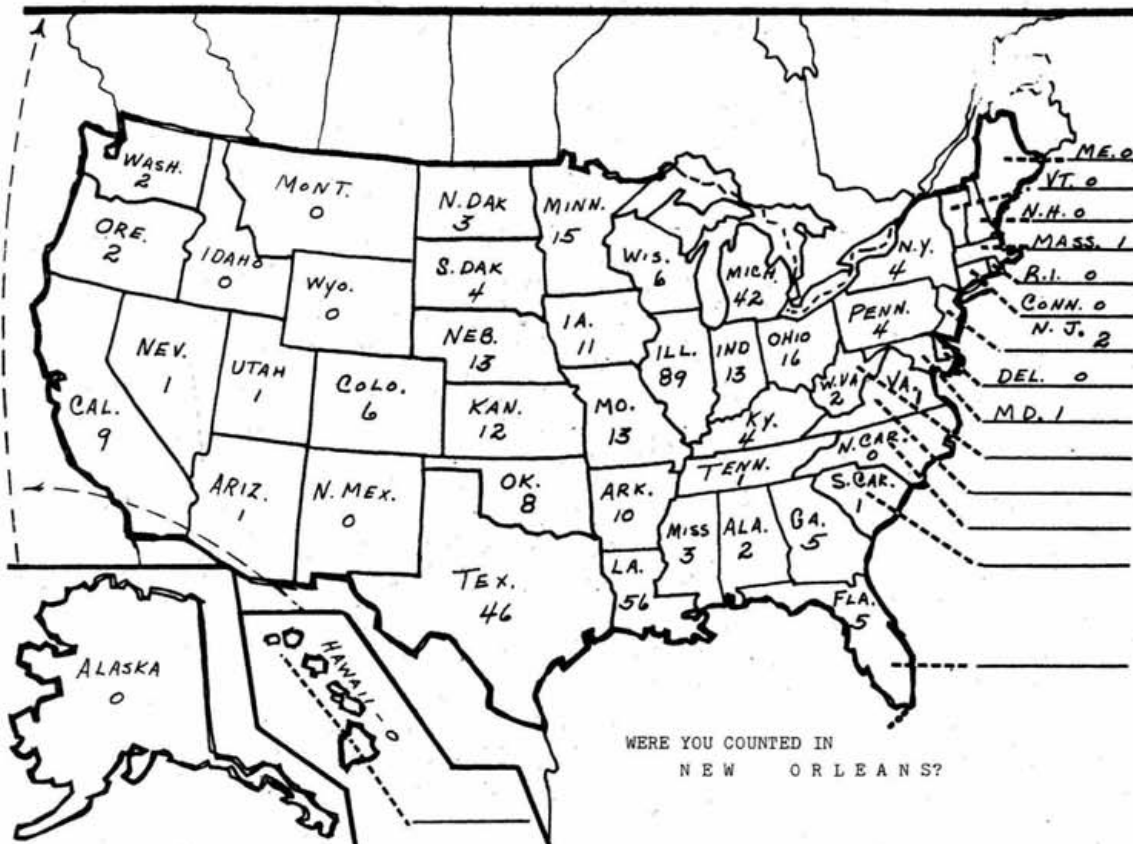 WASH.
2
ORE.
2
CAL.
9
NEV.
1
IDAHO
0
MONT.
0
WYO.
0
UTAH
1
COLO.
6
ARIZ.
1
N. MEX.
0
N. DAK
3
S. DAK
4
NEB.
13
KAN.
12
OK.
8
TEX.
46
MINN.
15
IA.
11
MO.
13
ARK.
10
LA.
56
WIS.
6
ILL.
89
MICH
42
IND
13
OHIO
16
KY.
4
TENN.
1
MISS
3
ALA.
2
GA.
5
FLA.
5
S. CAR.
1
N. CAR.
0
VA.
1
W. VA
2
PENN.
4
N.Y.
4
ME. 0
VT. 0
N.H. 0
MASS. 1
R.I. 0
CONN. 0
N. J. 2
DEL. 0
MD. 1
ALASKA
0
HAWAII - 0
WERE YOU COUNTED IN
NEW ORLEANS?